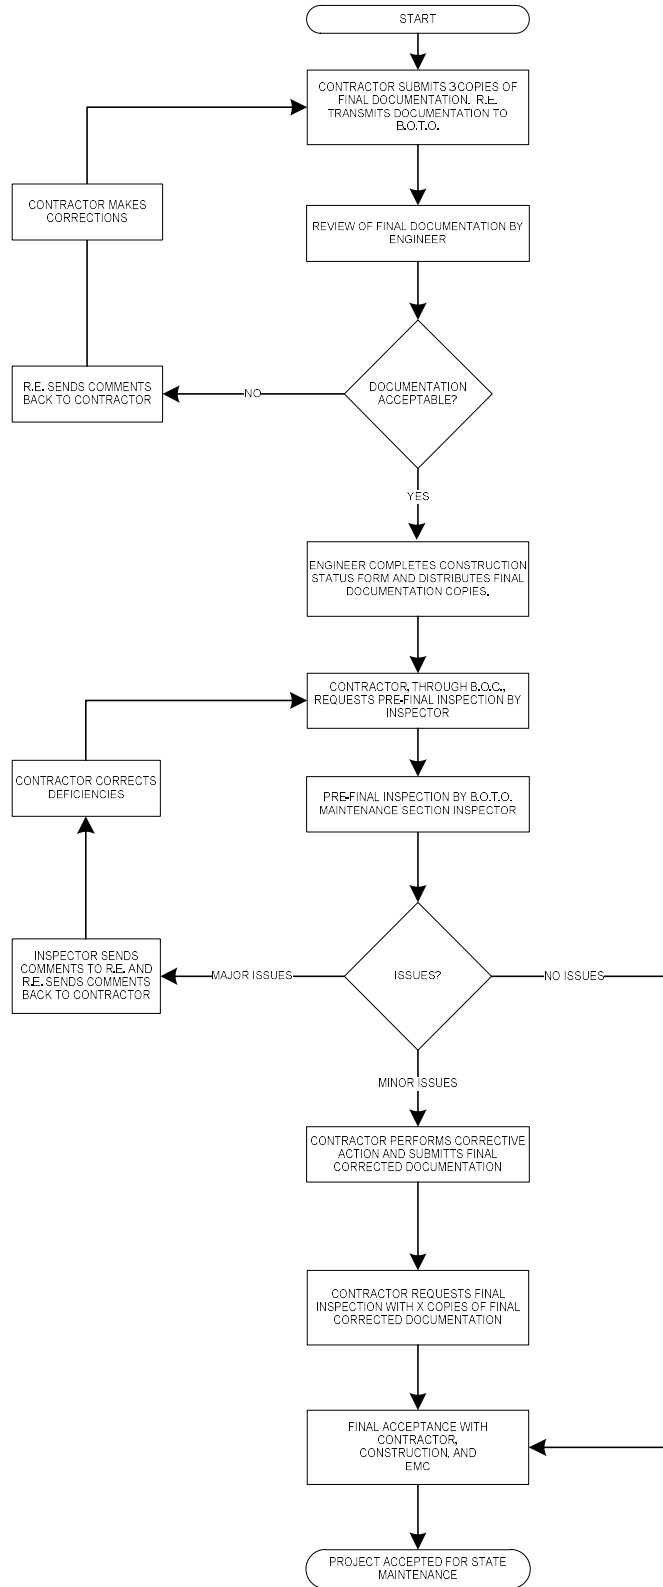 START
CONTRACTOR SUBMITS 3COPIES OF
FINAL DOCUMENTATION. R.E.
TRANSMITS DOCUMENTATION TO
B.O.T.O.
CONTRACTOR MAKES
CORRECTIONS
REVIEW OF FINAL DOCUMENTATION BY
ENGINEER
R.E. SENDS COMMENTS
BACK TO CONTRACTOR
NO
DOCUMENTATION
ACCEPTABLE?
YES
ENGINEER COMPLETES CONSTRUCTION
STATUS FORM AND DISTRIBUTES FINAL
DOCUMENTATION COPIES.
CONTRACTOR, THROUGH B.O.C.,
REQUESTS PRE-FINAL INSPECTION BY
INSPECTOR
CONTRACTOR CORRECTS
DEFICIENCIES
PRE-FINAL INSPECTION BY B.O.T.O.
MAINTENANCE SECTION INSPECTOR
INSPECTOR SENDS
COMMENTS TO R.E. AND
R.E. SENDS COMMENTS
BACK TO CONTRACTOR
MAJOR ISSUES
ISSUES?
NO ISSUES
MINOR ISSUES
CONTRACTOR PERFORMS CORRECTIVE
ACTION AND SUBMITTS FINAL
CORRECTED DOCUMENTATION
CONTRACTOR REQUESTS FINAL
INSPECTION WITH X COPIES OF FINAL
CORRECTED DOCUMENTATION
FINAL ACCEPTANCE WITH
CONTRACTOR,
CONSTRUCTION, AND
EMC
PROJECT ACCEPTED FOR STATE
MAINTENANCE